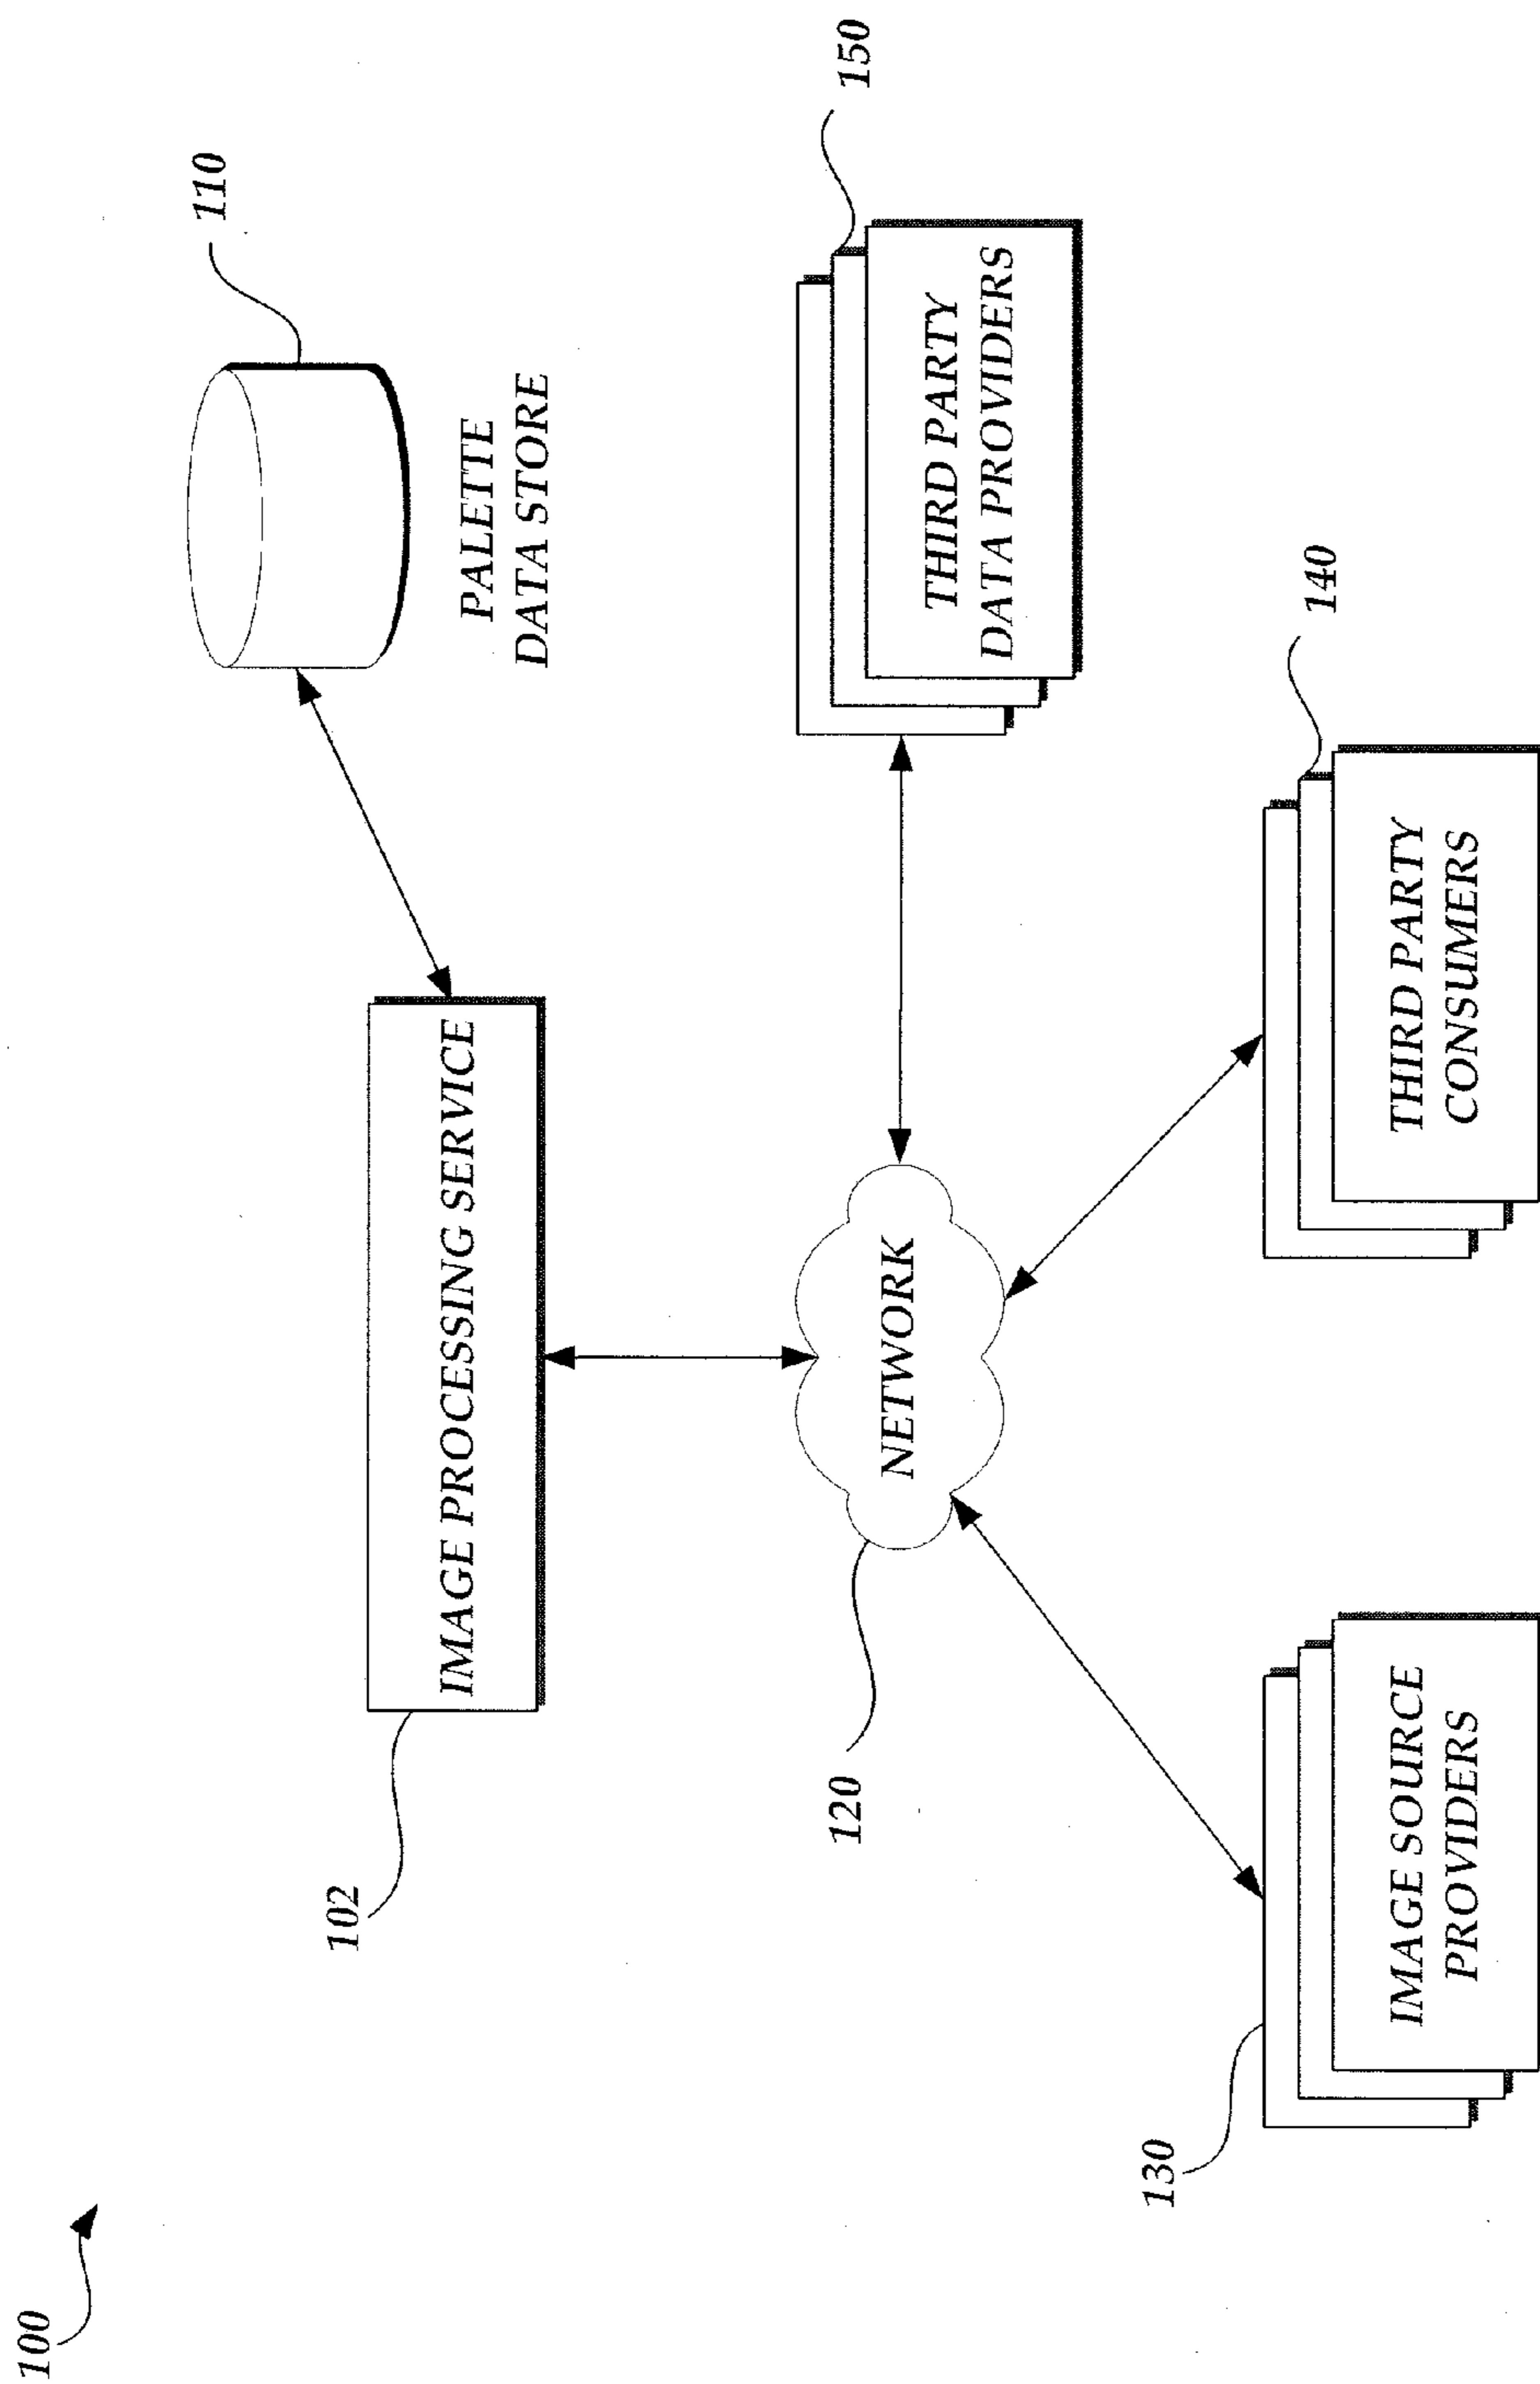 100
110
102
IMAGE PROCESSING SERVICE
PALETTE
DATA STORE
150
120
NETWORK
THIRD PARTY
DATA PROVIDERS
130
140
IMAGE SOURCE
PROVIDERS
THIRD PARTY
CONSUMERS